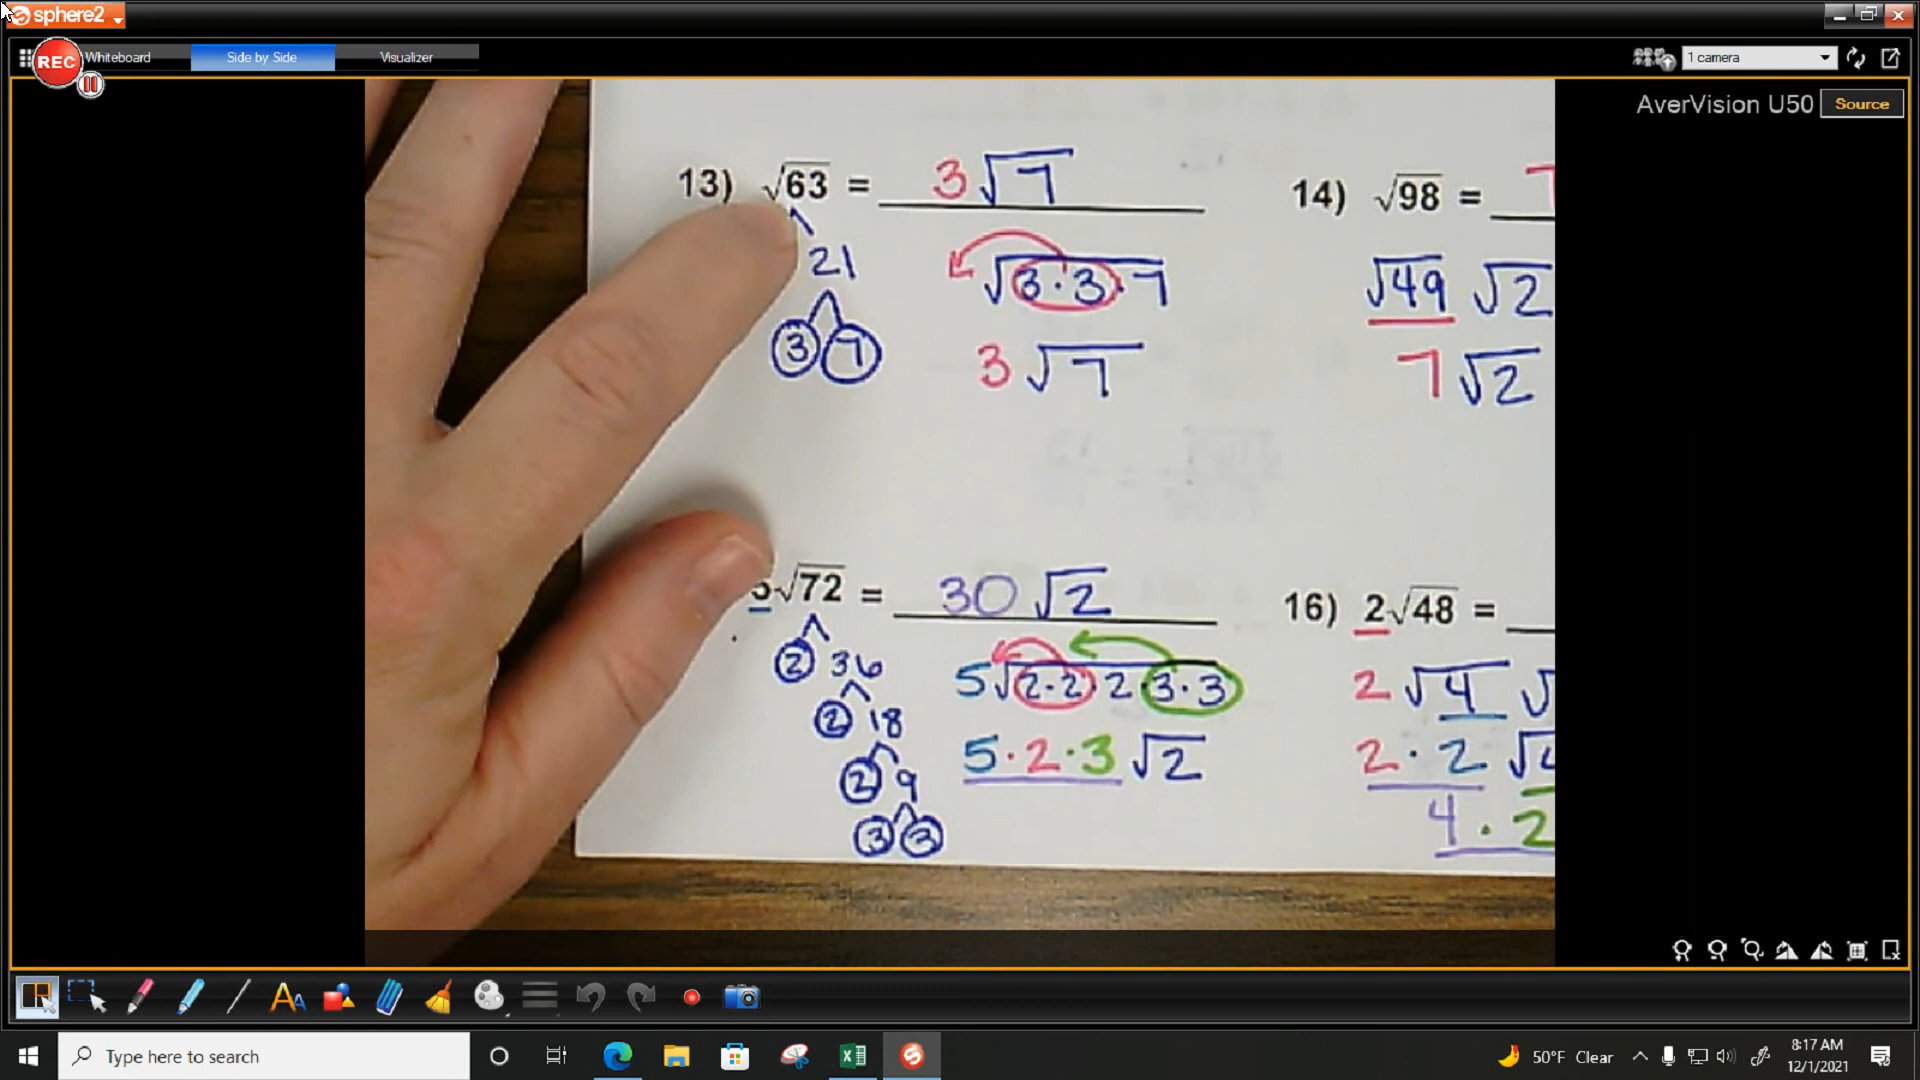 sphere2
REC
Whiteboard
Side by Side
Visualizer
1 camera
AverVision U50
Source
13) √63 = 3√7
21
3 7
√3·3·7
3√7
14) √98 = 7
√49 √2
7√2
5√72 = 30√2
2 36
2 18
2 9
3 3
5√2·2·2·3·3
5·2·3√2
16) 2√48 =
2√4 √
2·2
4·2
Type here to search
50°F Clear
8:17 AM
12/1/2021